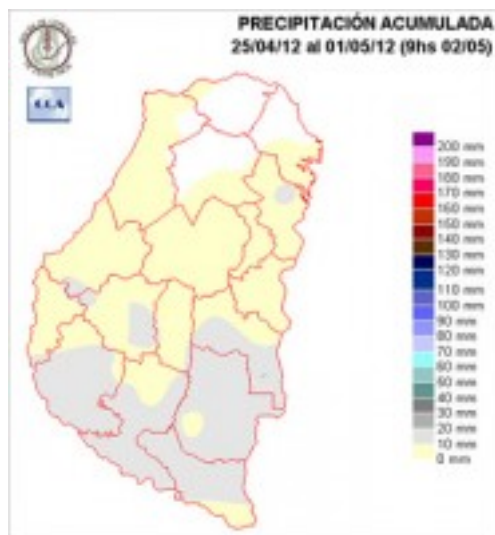 PRECIPITACIÓN ACUMULADA
25/04/12 al 01/05/12 (9hs 02/05)
200 mm
190 mm
180 mm
170 mm
160 mm
150 mm
140 mm
130 mm
120 mm
110 mm
100 mm
90 mm
80 mm
70 mm
60 mm
50 mm
40 mm
30 mm
20 mm
10 mm
0 mm